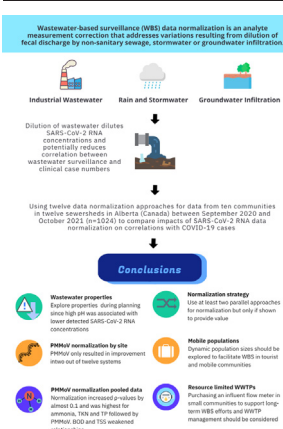 Wastewater-based surveillance (WBS) data normalization is an analyte
measurement correction that addresses variations resulting from dilution of
fecal discharge by non-sanitary sewage, stormwater or groundwater infiltration.
Industrial Wastewater
Rain and Stormwater
Groundwater Infiltration
Dilution of wastewater dilutes
SARS-CoV-2 RNA
concentrations and
potentially reduces
correlation between
wastewater surveillance and
clinical case numbers
Using twelve data normalization approaches for data from ten communities
in twelve sewersheds in Alberta (Canada) between September 2020 and
October 2021 (n=1024) to compare impacts of SARS-CoV-2 RNA data
normalization on correlations with COVID-19 cases
Conclusions
Wastewater properties
Explore properties during planning
since high pH was associated with
lower detected SARS-CoV-2 RNA
concentrations
Normalization strategy
Use at least two parallel approaches
for normalization but only if shown
to provide value
PMMoV normalization by site
PMMoV only resulted in improvement
intwo of twelve sites
Mobile populations
Dynamic population sizes should be
explored to facilitate WBS in tourist
and mobile communities
PMMoV normalization pooled data
Normalization increased ρ-values by
almost 0.1 and was highest for
ammonia, TKN and TP followed by
PMMoV. BOD and TSS weakened
Resource limited WWTPs
Purchasing an influent flow meter in
small communities to support long-
term WBS efforts and WWTP
management should be considered